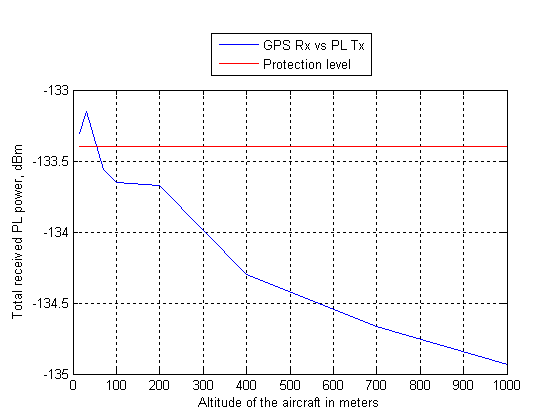 GPS Rx vs PL Tx
Protection level
-133
-133.5
-134
-134.5
-135
Total received PL power, dBm
0 100 200 300 400 500 600 700 800 900 1000
Altitude of the aircraft in meters